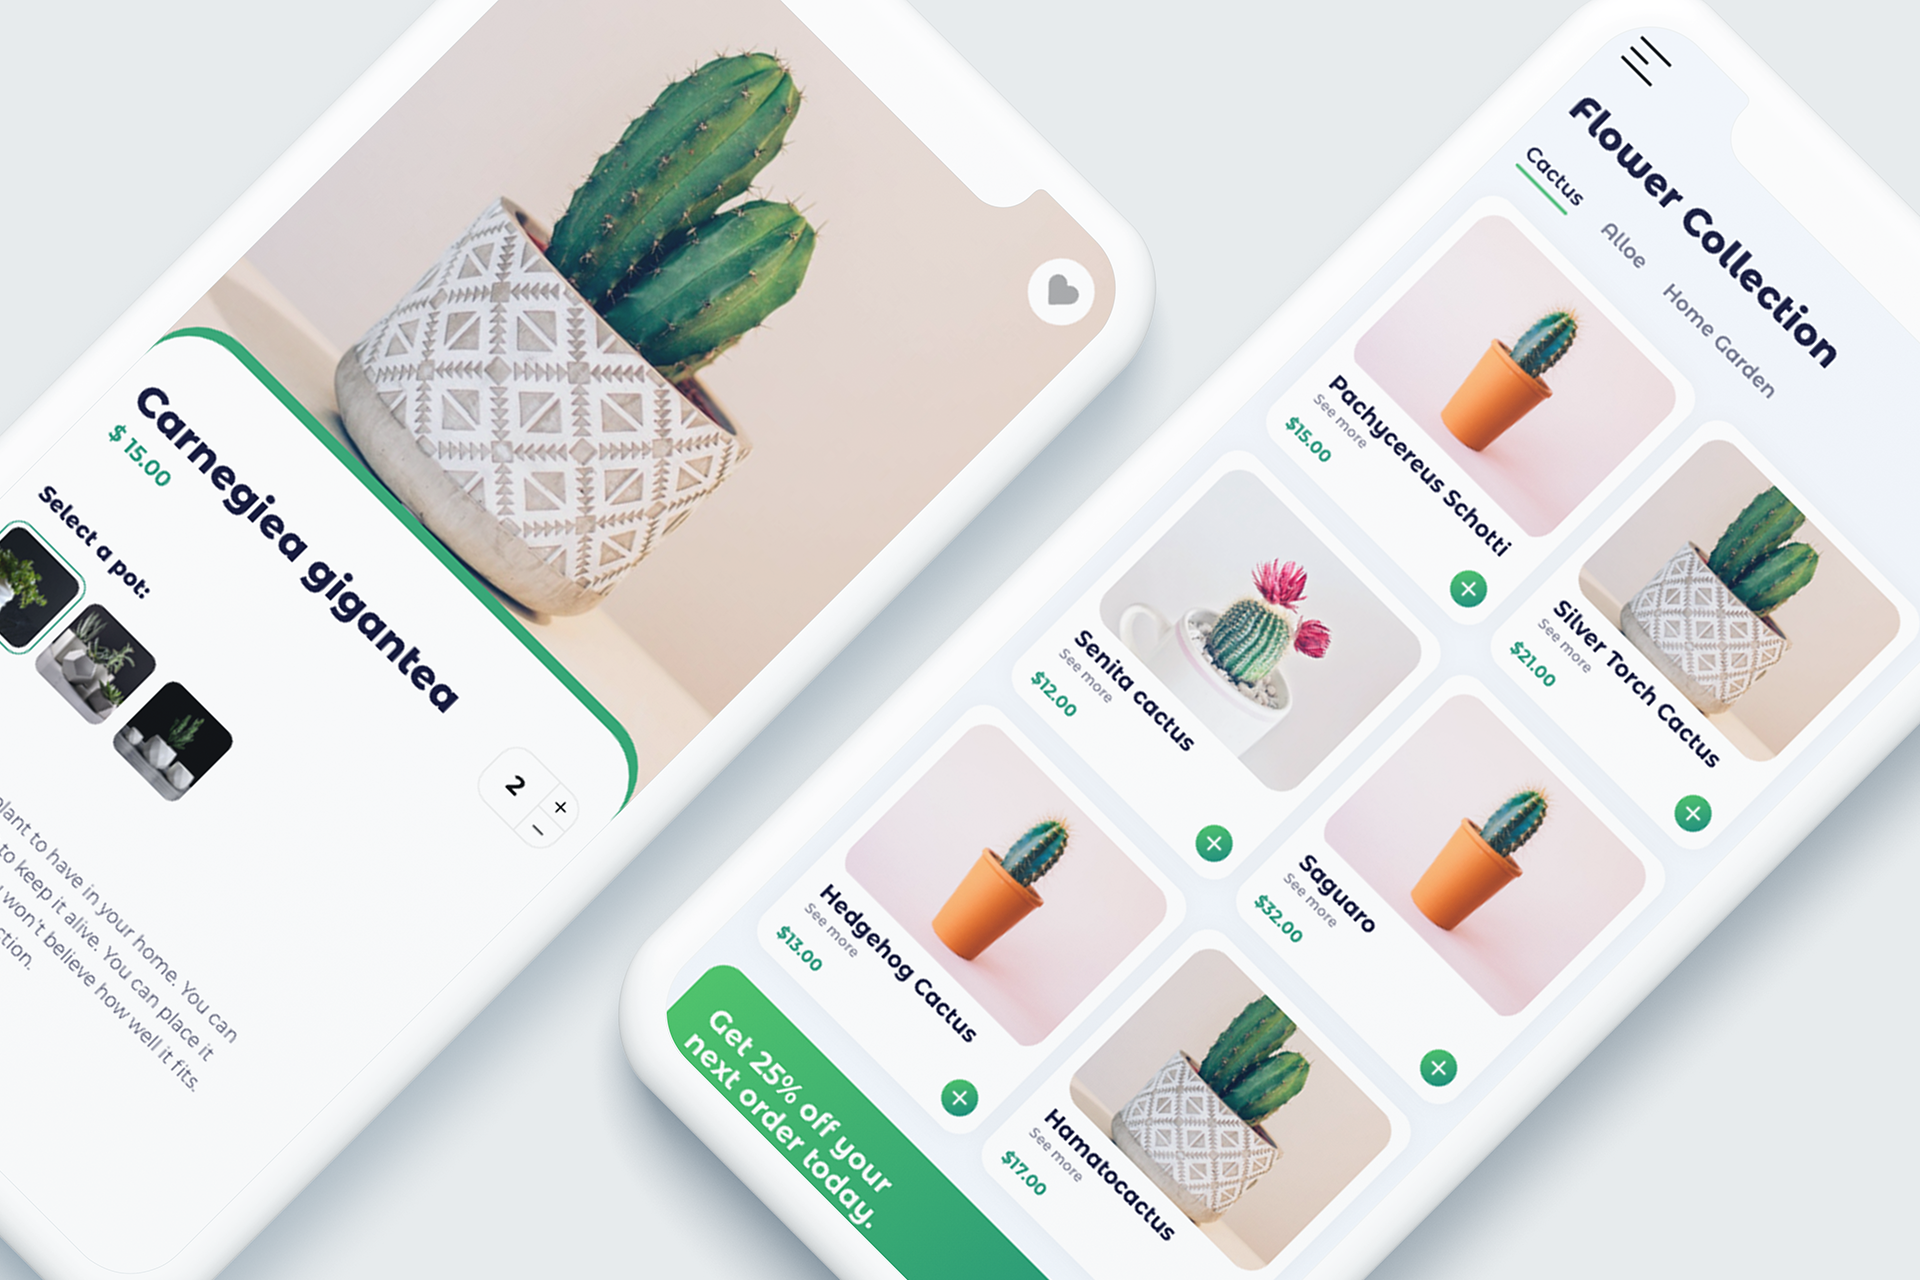 Carnegiea gigantea
$ 15.00
Select a pot:
2
+
−
plant to have in your home. You can
to keep it alive. You can place it
won't believe how well it fits.
Flower Collection
Cactus
Alloe
Home Garden
Pachycereus Schotti
See more
$15.00
Silver Torch Cactus
See more
$21.00
Senita cactus
See more
$12.00
Saguaro
See more
$32.00
Hedgehog Cactus
See more
$13.00
Hamatocactus
See more
$17.00
Get 25% off your
next order today.